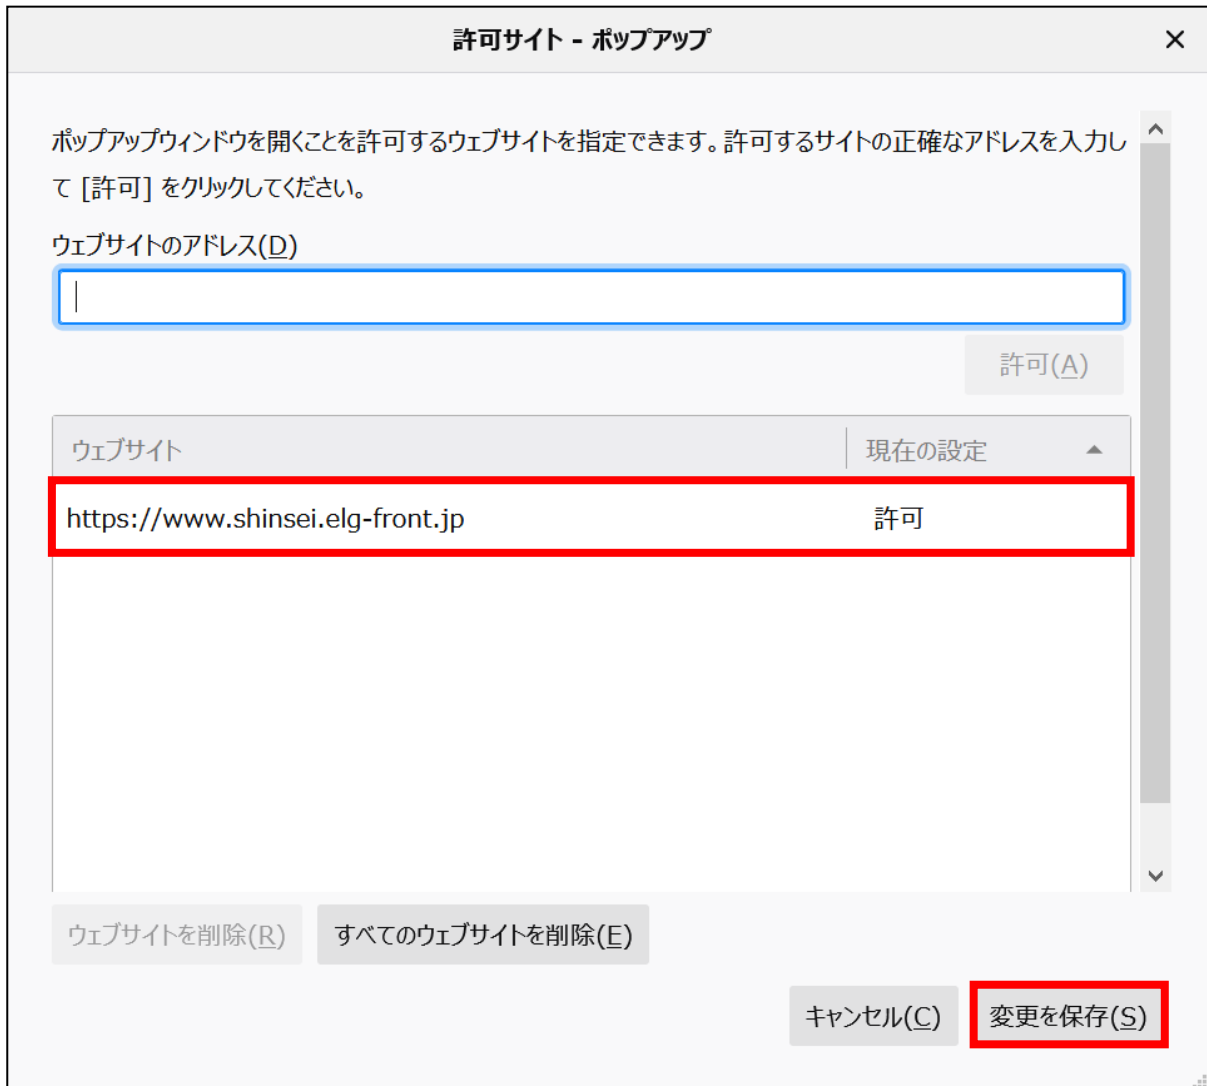 許可サイト - ポップアップ
ポップアップウィンドウを開くことを許可するウェブサイトを指定できます。許可するサイトの正確なアドレスを入力し
て [許可] をクリックしてください。
ウェブサイトのアドレス(D)
許可(A)
ウェブサイト 現在の設定
https://www.shinsei.elg-front.jp 許可
ウェブサイトを削除(R) すべてのウェブサイトを削除(E)
キャンセル(C) 変更を保存(S)